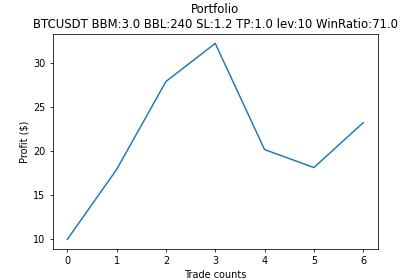 Portfolio
BTCUSDT BBM:3.0 BBL:240 SL:1.2 TP:1.0 lev:10 WinRatio:71.0
30
25
20
15
10
Profit ($)
0 1 2 3 4 5 6
Trade counts